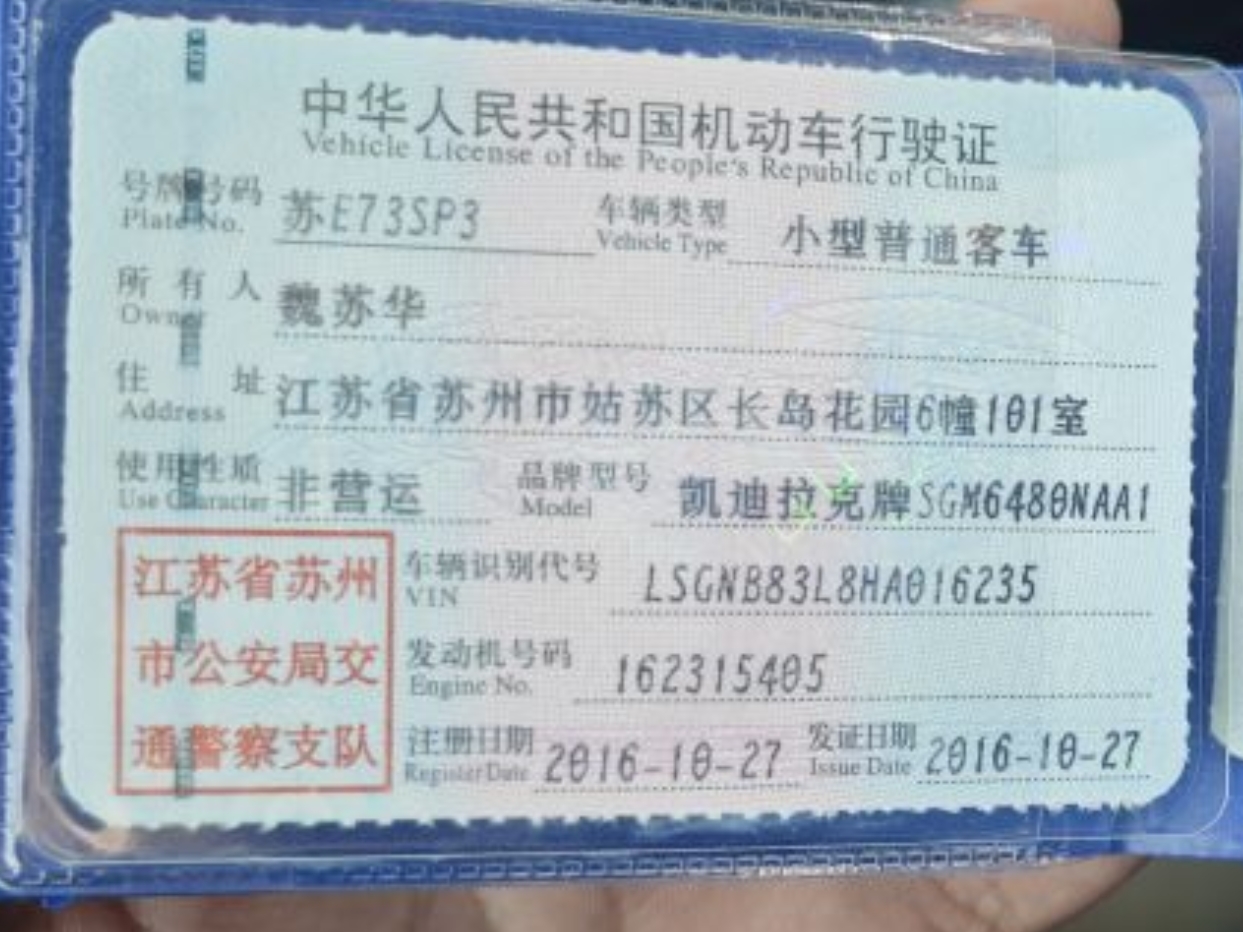 中华人民共和国机动车行驶证
Vehicle License of the People's Republic of China
号牌号码 苏E73SP3 车辆类型 小型普通客车
Plate No. Vehicle Type
所有人 魏苏华
Owner
住址 江苏省苏州市姑苏区长岛花园6幢101室
Address
使用性质 非营运 品牌型号 凯迪拉克牌SGM6480NAA1
Use Character Model
江苏省苏州
市公安局交
通警察支队
车辆识别代号 LSGNB83L8HA016235
VIN
发动机号码 162315405
Engine No.
注册日期 2016-10-27 发证日期 2016-10-27
Register Date Issue Date